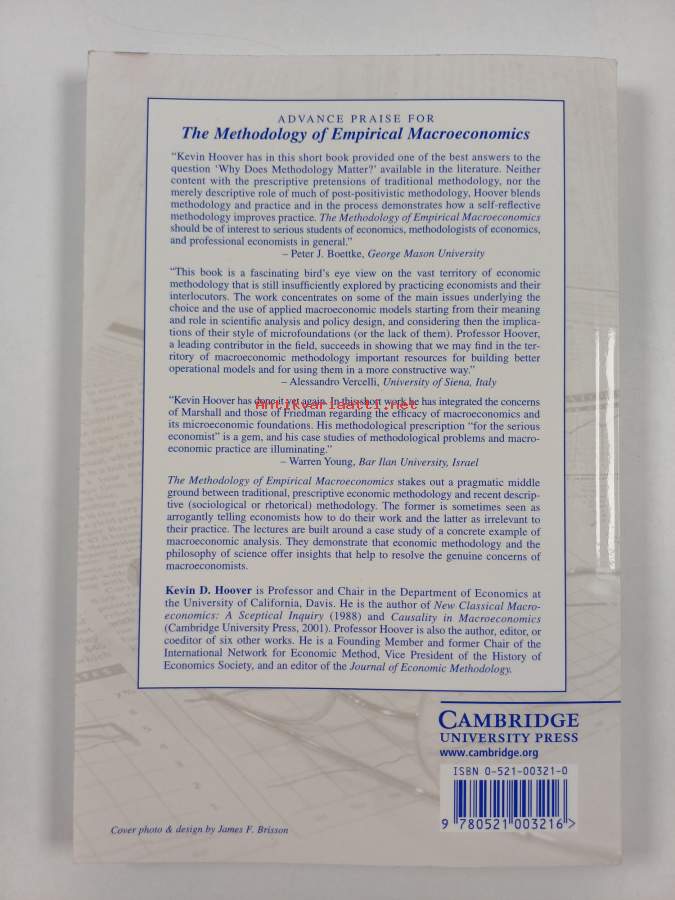 ADVANCE PRAISE FOR
The Methodology of Empirical Macroeconomics
“Kevin Hoover has in this short book provided one of the best answers to the
question ‘Why Does Methodology Matter?’ available in the literature. Neither
content with the prescriptive pretensions of traditional methodology, nor the
merely descriptive role of much of post-positivistic methodology, Hoover blends
methodology and practice and in the process demonstrates how a self-reflective
methodology improves practice. The Methodology of Empirical Macroeconomics
should be of interest to serious students of economics, methodologists of economics,
and professional economists in general.”
– Peter J. Boettke, George Mason University
“This book is a fascinating bird’s eye view on the vast territory of economic
methodology that is still insufficiently explored by practicing economists and their
interlocutors. The work concentrates on some of the main issues underlying the
choice and the use of applied macroeconomic models starting from their meaning
and role in scientific analysis and policy design, and considering then the implica-
tions of their style of microfoundations (or the lack of them). Professor Hoover,
a leading contributor in the field, succeeds in showing that we may find in the ter-
ritory of macroeconomic methodology important resources for building better
operational models and for using them in a more constructive way.”
– Alessandro Vercelli, University of Siena, Italy
“Kevin Hoover has done it yet again. In this short work he has integrated the concerns
antikvariaatti.net
of Marshall and those of Friedman regarding the efficacy of macroeconomics and
its microeconomic foundations. His methodological prescription “for the serious
economist” is a gem, and his case studies of methodological problems and macro-
economic practice are illuminating.”
– Warren Young, Bar Ilan University, Israel
The Methodology of Empirical Macroeconomics stakes out a pragmatic middle
ground between traditional, prescriptive economic methodology and recent descrip-
tive (sociological or rhetorical) methodology. The former is sometimes seen as
arrogantly telling economists how to do their work and the latter as irrelevant to
their practice. The lectures are built around a case study of a concrete example of
macroeconomic analysis. They demonstrate that economic methodology and the
philosophy of science offer insights that help to resolve the genuine concerns of
macroeconomists.
Kevin D. Hoover is Professor and Chair in the Department of Economics at
the University of California, Davis. He is the author of New Classical Macro-
economics: A Sceptical Inquiry (1988) and Causality in Macroeconomics
(Cambridge University Press, 2001). Professor Hoover is also the author, editor, or
coeditor of six other works. He is a Founding Member and former Chair of the
International Network for Economic Method, Vice President of the History of
Economics Society, and an editor of the Journal of Economic Methodology.
CAMBRIDGE
UNIVERSITY PRESS
www.cambridge.org
ISBN 0-521-00321-0
9 780521 003216 >
Cover photo & design by James F. Brisson